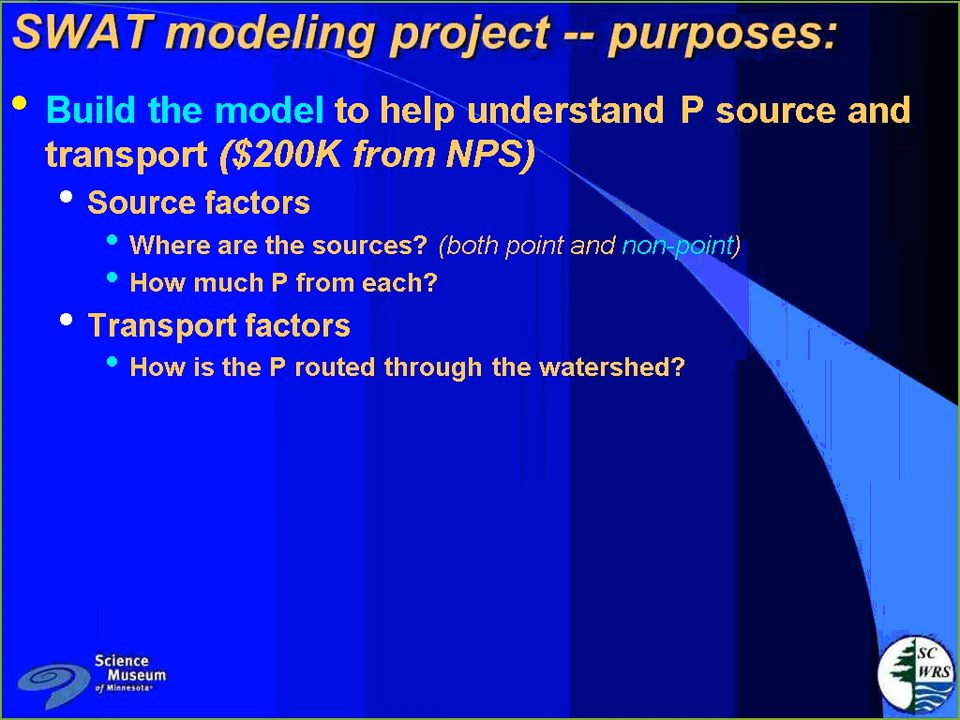 SWAT modeling project -- purposes:
• Build the model to help understand P source and
transport ($200K from NPS)
• Source factors
• Where are the sources? (both point and non-point)
• How much P from each?
• Transport factors
• How is the P routed through the watershed?
Science
Museum
of Minnesota®
SC
WRS